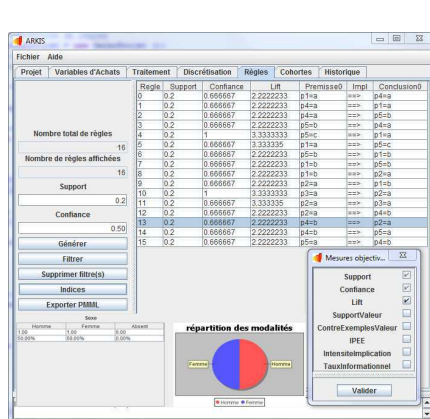 ARKIS
Fichier Aide
Projet Variables d'Achats Traitement Discrétisation Règles Cohortes Historique
Regle Support Confiance Lift Premisse0 Impl Conclusion0
0 0.2 0.666667 2.2222233 p1=a ==> p4=a
1 0.2 0.666667 2.2222233 p4=a ==> p1=a
2 0.2 0.666667 2.2222233 p4=a ==> p5=b
3 0.2 0.666667 2.2222233 p5=b ==> p4=a
4 0.2 1 3.3333333 p5=c ==> p1=a
5 0.2 0.666667 3.333335 p1=a ==> p5=c
6 0.2 0.666667 2.2222233 p5=b ==> p1=b
7 0.2 0.666667 2.2222233 p1=b ==> p5=b
8 0.2 0.666667 2.2222233 p2=a ==> p1=b
9 0.2 0.666667 2.2222233 p1=b ==> p2=a
10 0.2 1 3.3333333 p3=a ==> p2=a
11 0.2 0.666667 3.333335 p2=a ==> p3=a
12 0.2 0.666667 2.2222233 p2=a ==> p4=b
13 0.2 0.666667 2.2222233 p4=b ==> p2=a
14 0.2 0.666667 2.2222233 p4=b ==> p5=a
15 0.2 0.666667 2.2222233 p5=a ==> p4=b
Nombre total de règles
16
Nombre de règles affichées
16
Support
0.2
Confiance
0.50
Générer
Filtrer
Supprimer filtre(s)
Indices
Exporter PMML
Sexe
Homme Femme Absent
1.00 1.00 0.00
50.00% 50.00% 0.00%
répartition des modalités
Femme
Homme
Homme Femme
Mesures objectiv...
Support
Confiance
Lift
SupportValeur
ContreExemplesValeur
IPEE
IntensiteImplication
TauxInformationnel
Valider